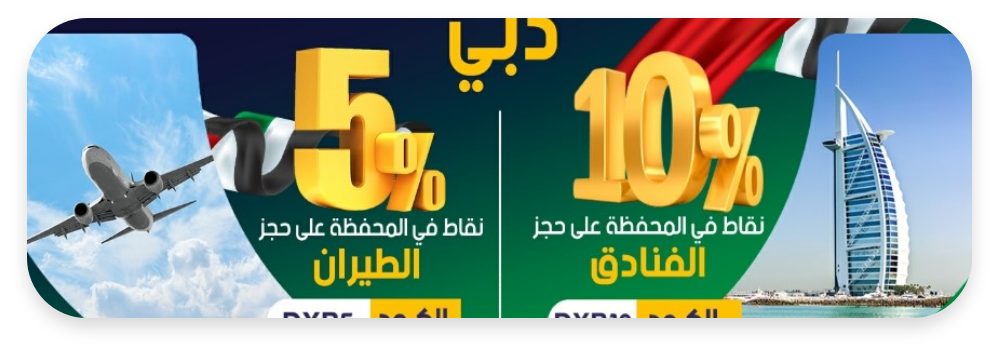 دبي
10%
نقاط في المحفظة على حجز
الفنادق
5%
نقاط في المحفظة على حجز
الطيران